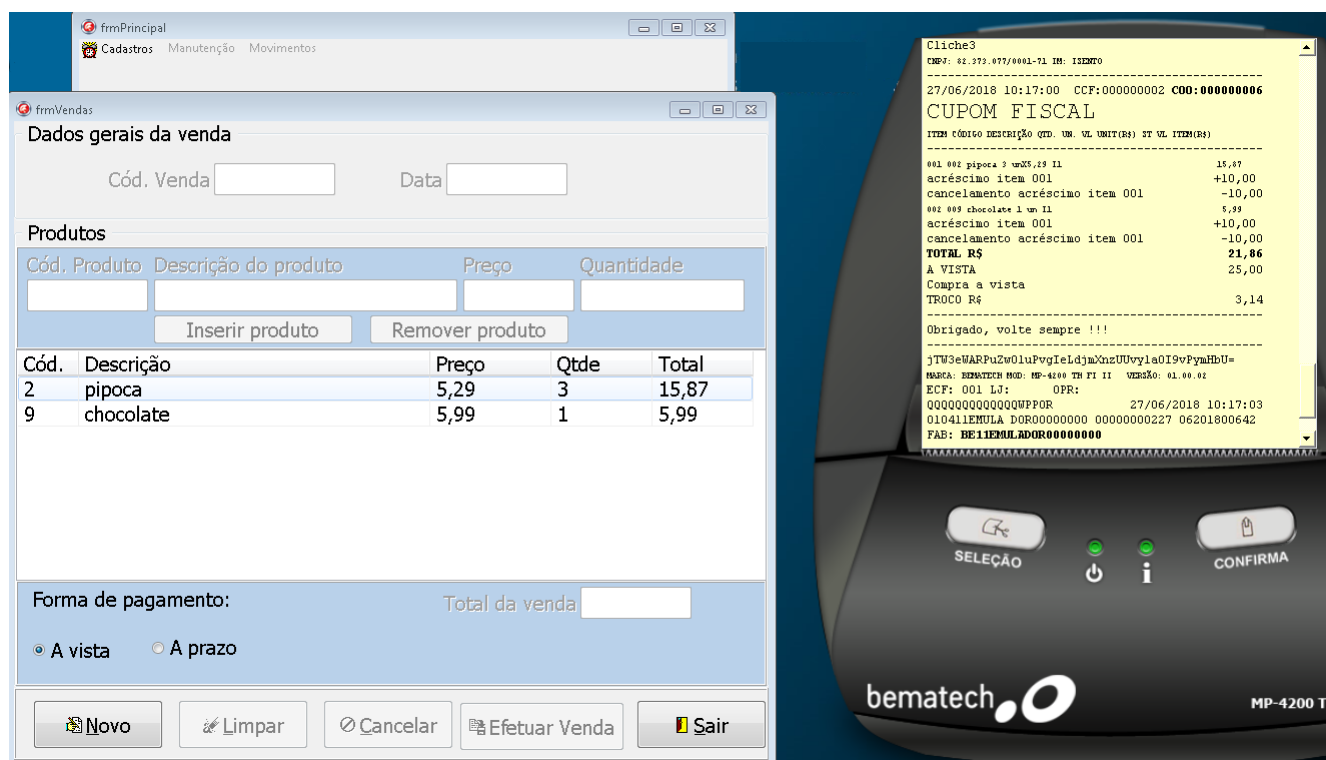 frmPrincipal
Cadastros Manutenção Movimentos
frmVendas
Dados gerais da venda
Cód. Venda Data
Produtos
Cód. Produto Descrição do produto Preço Quantidade
Inserir produto Remover produto
Cód. Descrição Preço Qtde Total
2 pipoca 5,29 3 15,87
9 chocolate 5,99 1 5,99
Forma de pagamento: Total da venda
A vista A prazo
Novo Limpar Cancelar Efetuar Venda Sair
Cliche3
CNPJ: 82.373.077/0001-71 IM: ISENTO
27/06/2018 10:17:00 CCF:000000002 COO:000000006
CUPOM FISCAL
ITEM CÓDIGO DESCRIÇÃO QTD. UN. VL UNIT(R$) ST VL ITEM(R$)
001 002 pipoca 3 unX5,29 I1 15,87
acréscimo item 001 +10,00
cancelamento acréscimo item 001 -10,00
002 009 chocolate 1 un I1 5,99
acréscimo item 001 +10,00
cancelamento acréscimo item 001 -10,00
TOTAL R$ 21,86
A VISTA 25,00
Compra a vista
TROCO R$ 3,14
Obrigado, volte sempre !!!
jTW3eWARPuZwOluPvgIeLdjmXnzUUvyla0I9vPymHbU=
MARCA: BEMATECH MOD: MP-4200 TH FI II VERSÃO: 01.00.02
ECF: 001 LJ: OPR:
QQQQQQQQQQQQQWPPOR 27/06/2018 10:17:03
010411EMULA DOR00000000 00000000227 06201800642
FAB: BE11EMULADOR00000000
SELEÇÃO
CONFIRMA
i
bematech
MP-4200 T